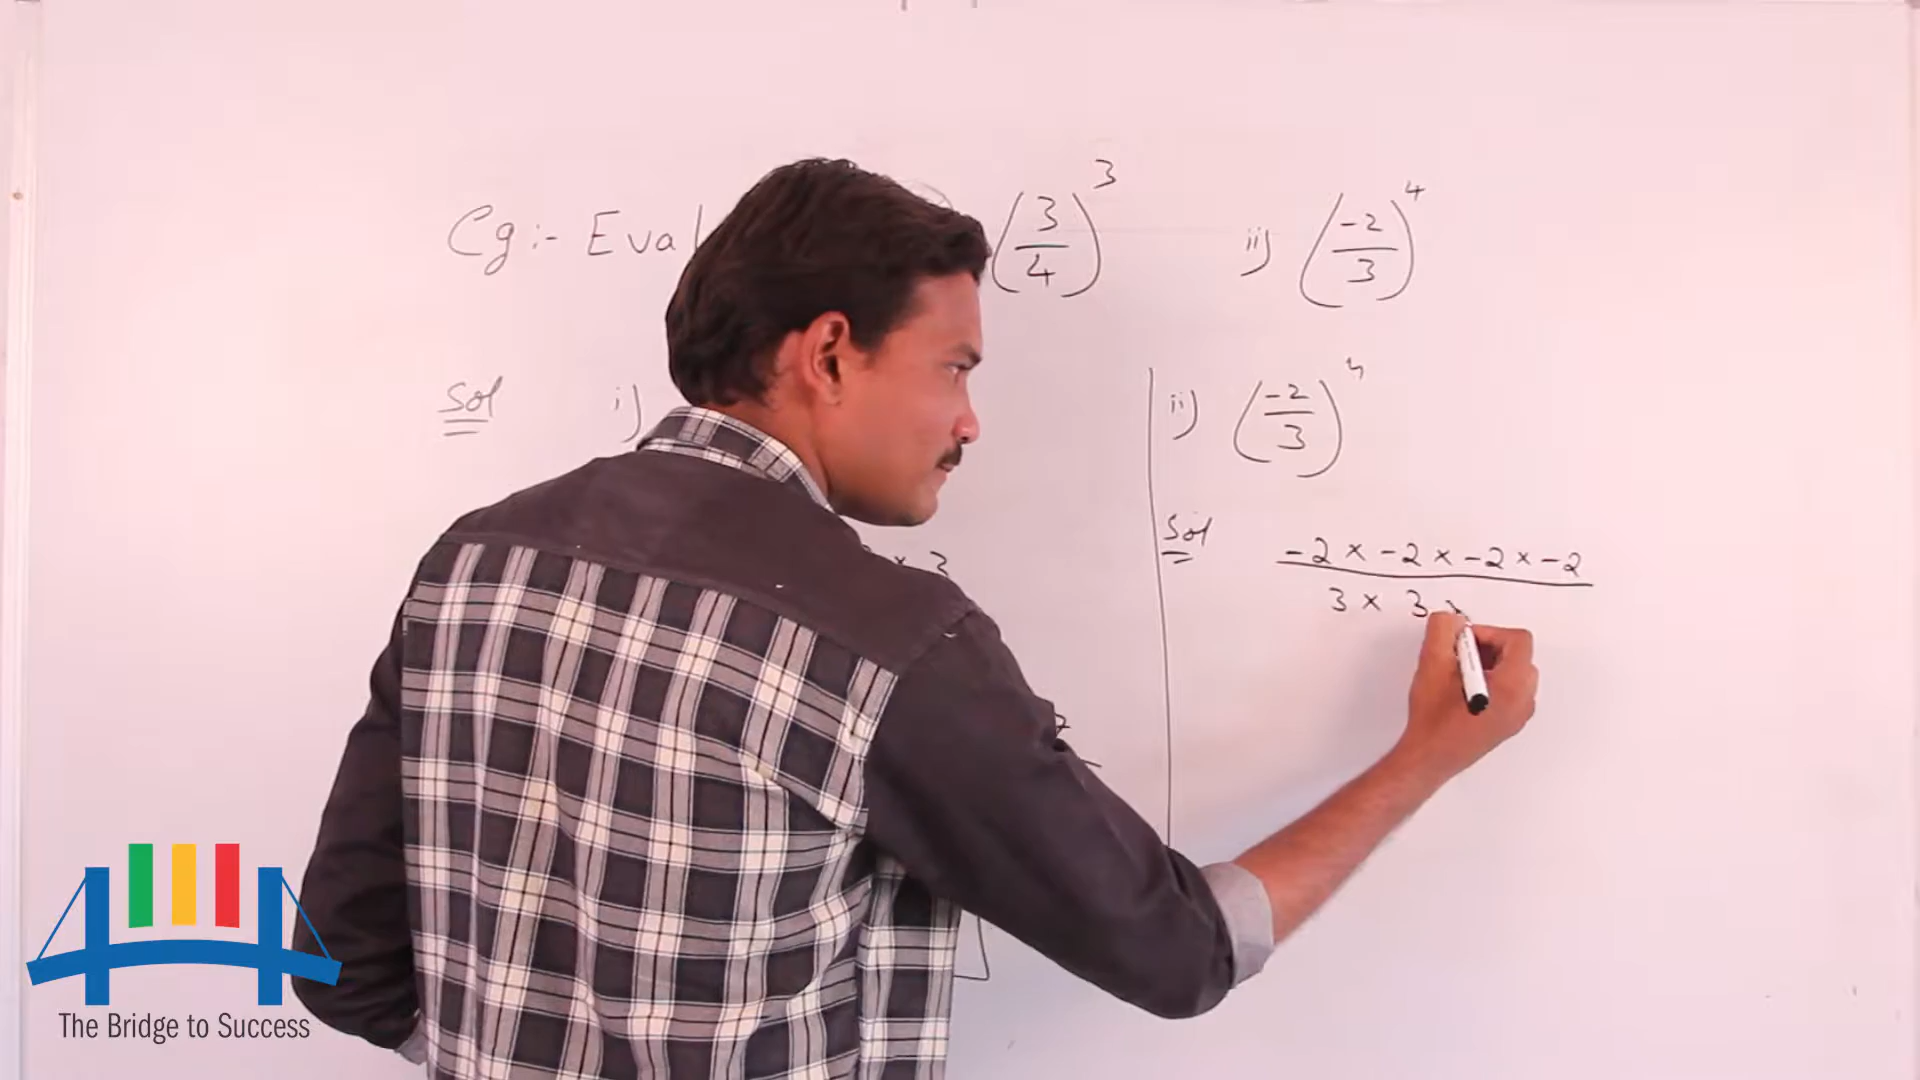 Eg:- Eval (3/4)^3 ii) (-2/3)^4
Sol i)
× 3
ii) (-2/3)^4
Sol
-2 × -2 × -2 × -2
3 × 3 ×
The Bridge to Success